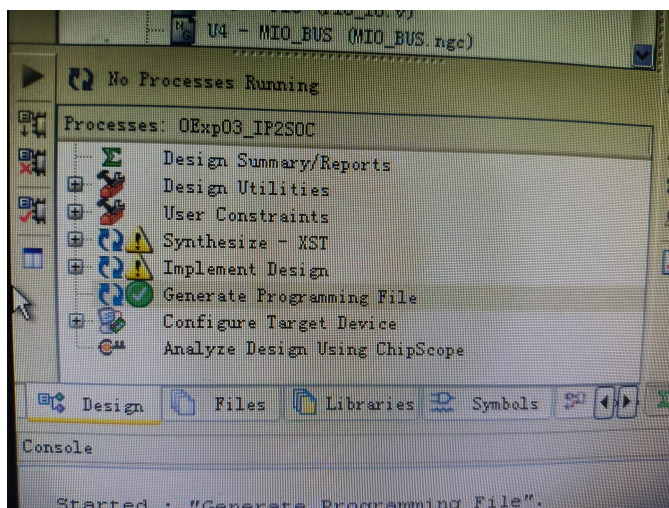 U4 - MIO_BUS (MIO_BUS.ngc)
No Processes Running
Processes: OExp03_IP2SOC
Design Summary/Reports
Design Utilities
User Constraints
Synthesize - XST
Implement Design
Generate Programming File
Configure Target Device
Analyze Design Using ChipScope
Design Files Libraries Symbols
Console
Started : "Generate Programming File".